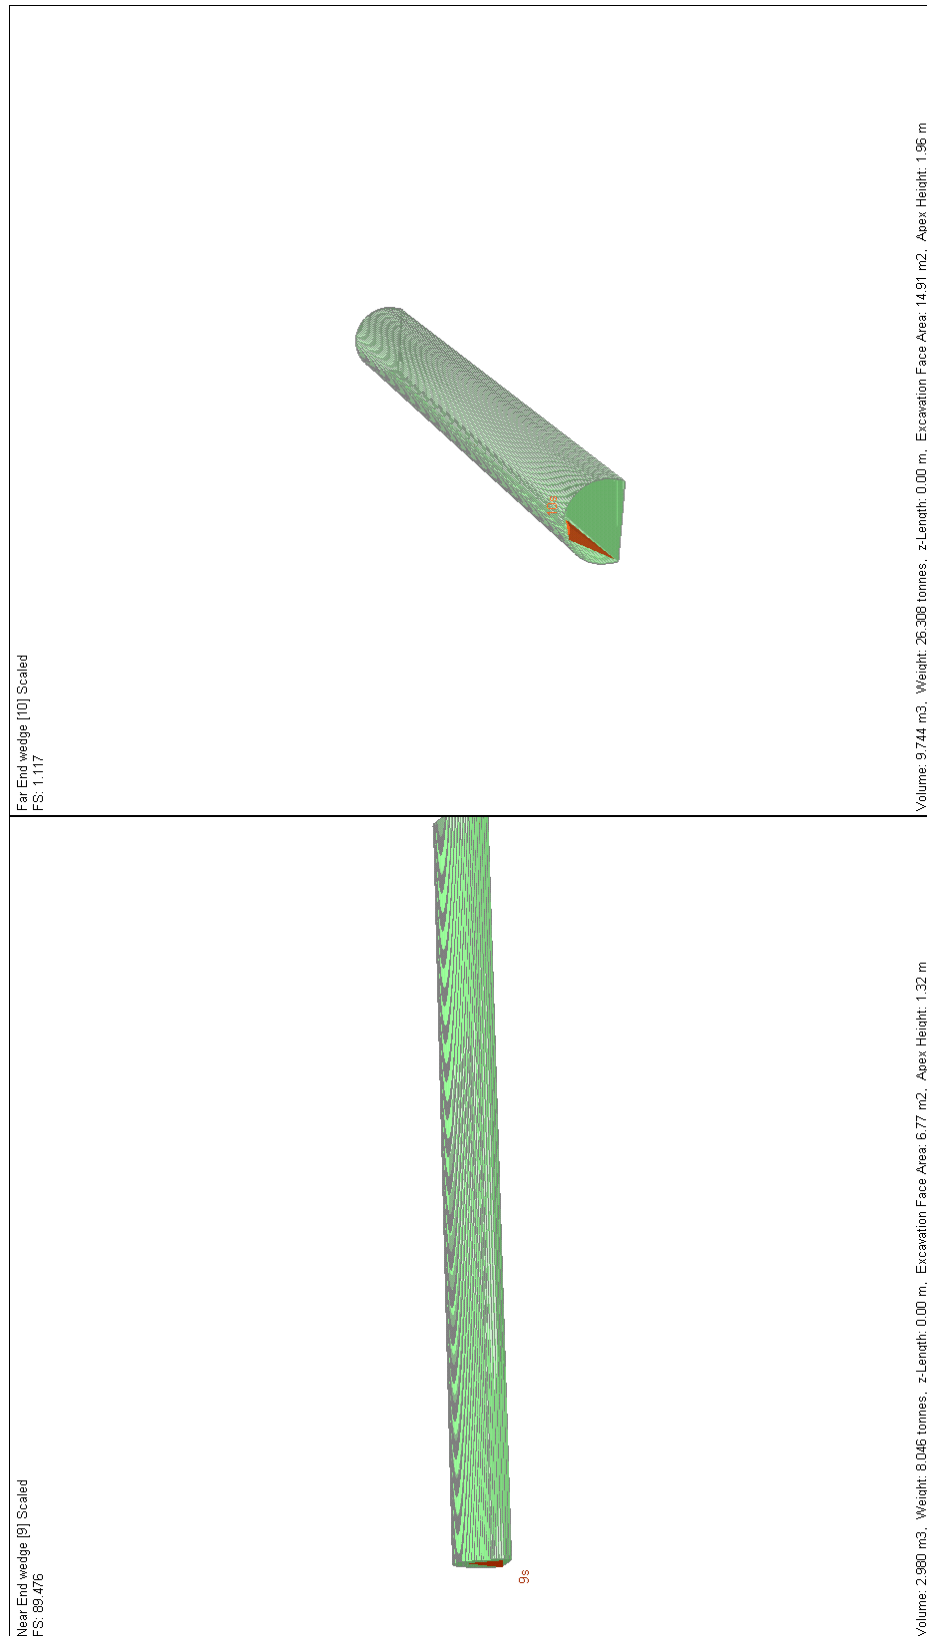 Far End wedge [10] Scaled
FS: 1.117
10s
Volume: 9.744 m3, Weight: 26.308 tonnes, z-Length: 0.00 m, Excavation Face Area: 14.91 m2, Apex Height: 1.96 m
Near End wedge [9] Scaled
FS: 89.476
9s
Volume: 2.980 m3, Weight: 8.046 tonnes, z-Length: 0.00 m, Excavation Face Area: 6.77 m2, Apex Height: 1.32 m